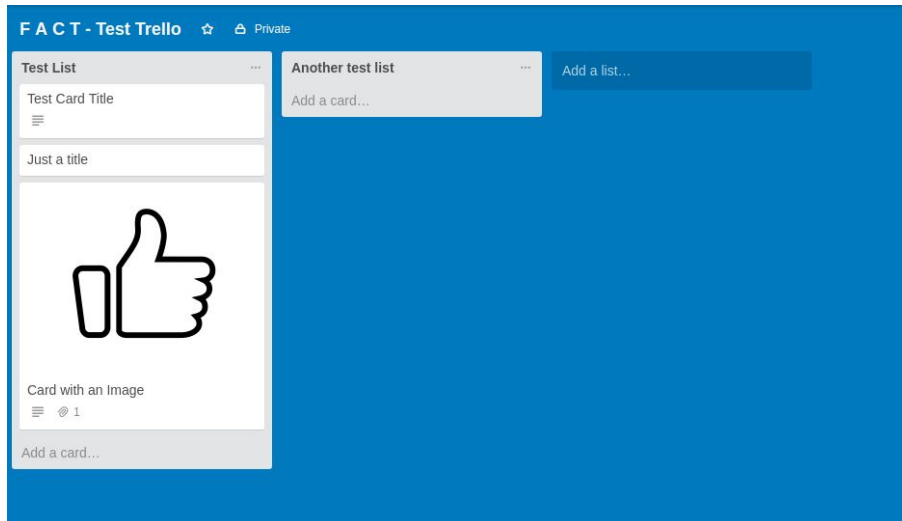 F A C T - Test Trello Private
Test List
Test Card Title
Just a title
Card with an Image
1
Add a card…
Another test list
Add a card…
Add a list…